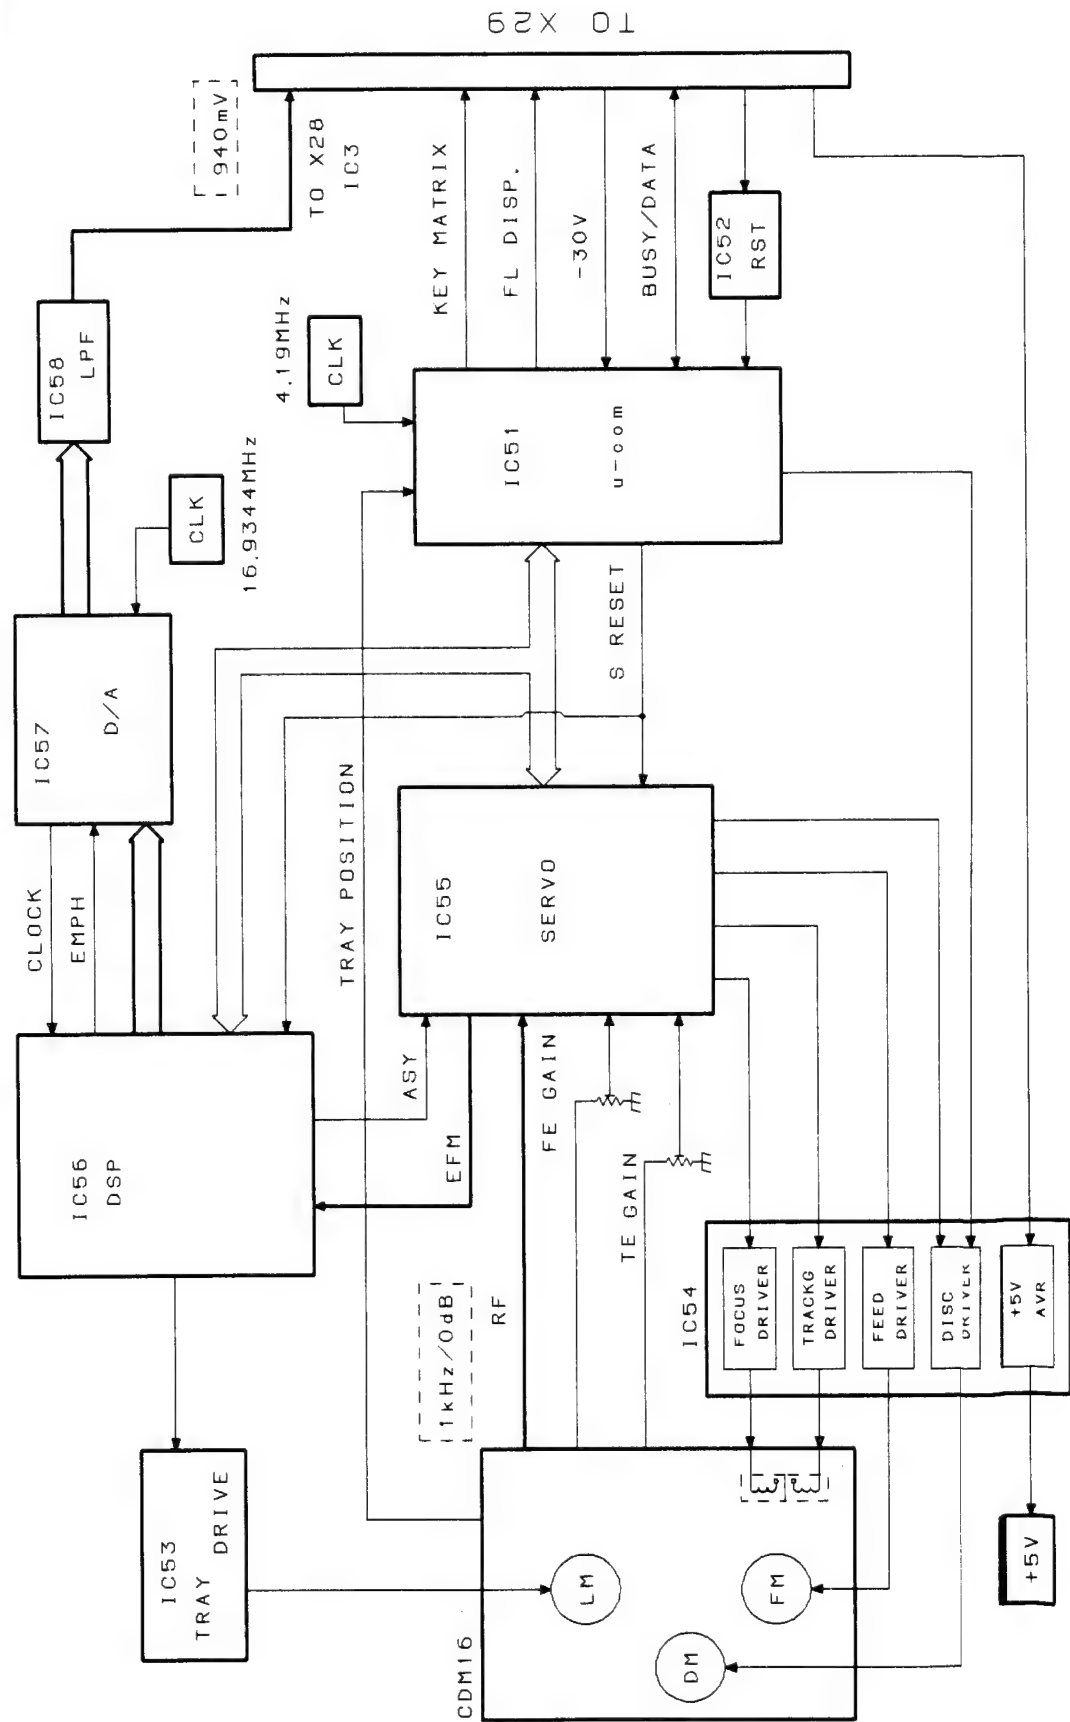 TO X29
940mV
TO X28
IC3
KEY MATRIX
FL DISP.
-30V
BUSY/DATA
IC52
RST
IC58
LPF
4.19MHz
CLK
CLK
16.9344MHz
IC51
u-com
IC57
D/A
S RESET
CLOCK
EMPH
TRAY POSITION
IC55
SERVO
IC56
DSP
ASY
EFM
FE GAIN
TE GAIN
1kHz/0dB
RF
IC54
FOCUS
DRIVER
TRACKG
DRIVER
FEED
DRIVER
DISC
DRIVER
+5V
AVR
IC53
TRAY DRIVE
CDM16
LM
FM
DM
+5V